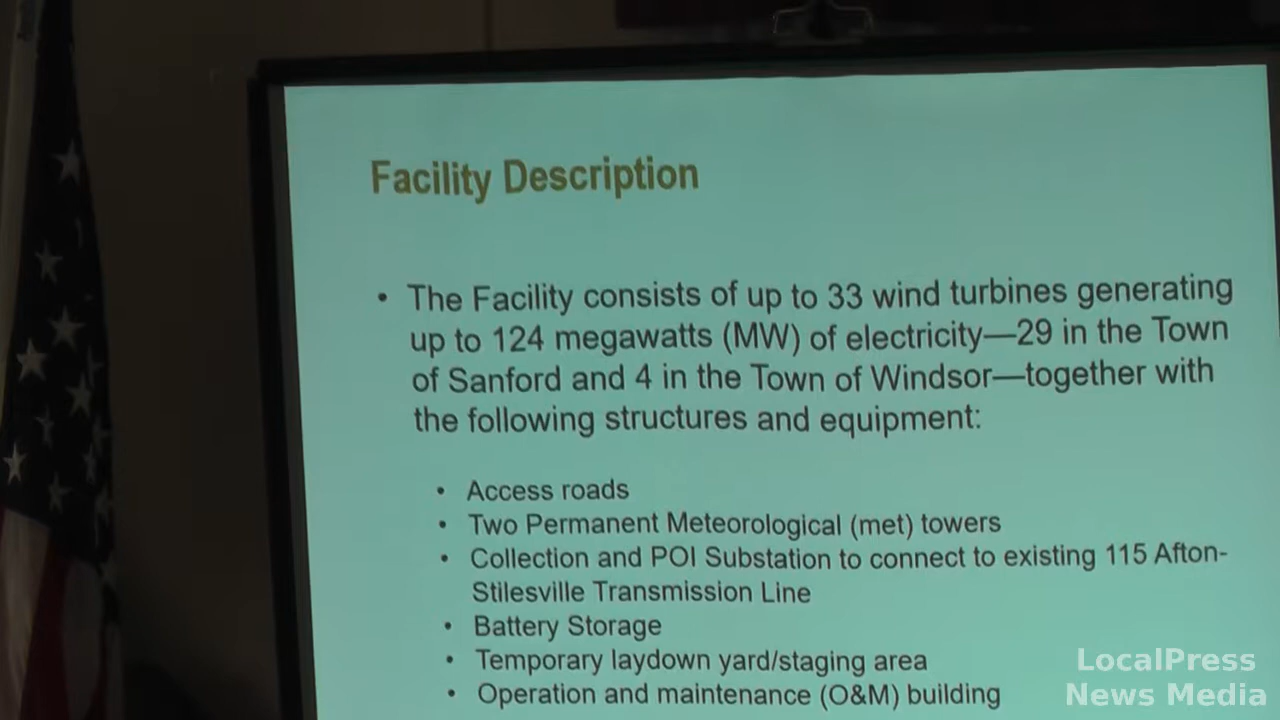 Facility Description
• The Facility consists of up to 33 wind turbines generating
up to 124 megawatts (MW) of electricity—29 in the Town
of Sanford and 4 in the Town of Windsor—together with
the following structures and equipment:
• Access roads
• Two Permanent Meteorological (met) towers
• Collection and POI Substation to connect to existing 115 Afton-
Stilesville Transmission Line
• Battery Storage
• Temporary laydown yard/staging area
• Operation and maintenance (O&M) building
LocalPress
News Media